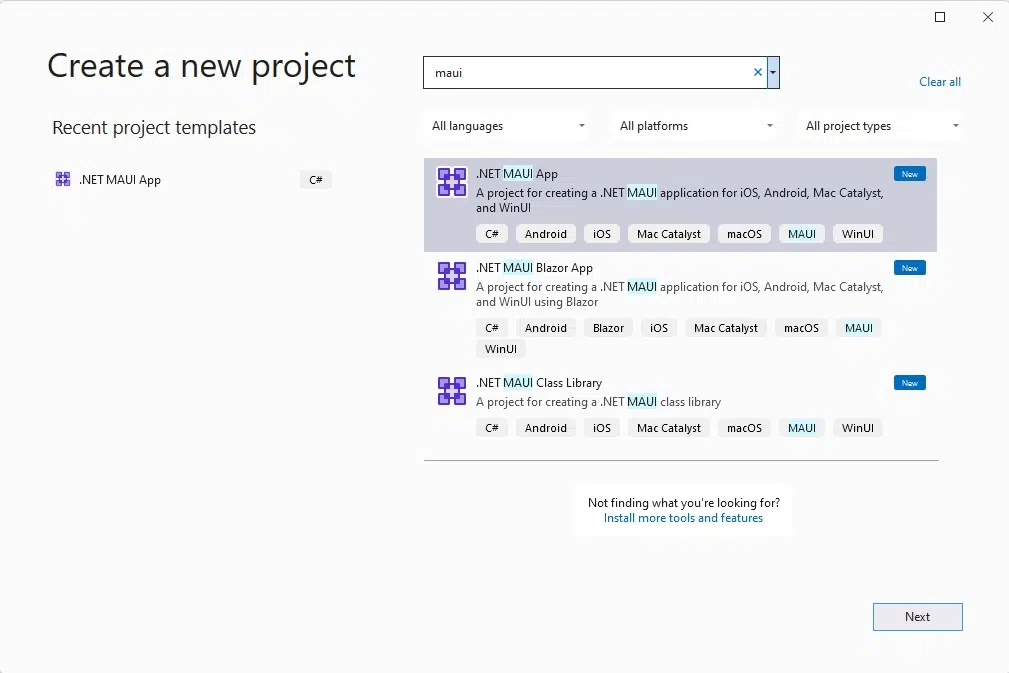 Create a new project
maui
Clear all
Recent project templates
All languages
All platforms
All project types
.NET MAUI App
C#
.NET MAUI App
New
A project for creating a .NET MAUI application for iOS, Android, Mac Catalyst,
and WinUI
C# Android iOS Mac Catalyst macOS MAUI WinUI
.NET MAUI Blazor App
New
A project for creating a .NET MAUI application for iOS, Android, Mac Catalyst,
and WinUI using Blazor
C# Android Blazor iOS Mac Catalyst macOS MAUI
WinUI
.NET MAUI Class Library
New
A project for creating a .NET MAUI class library
C# Android iOS Mac Catalyst macOS MAUI WinUI
Not finding what you're looking for?
Install more tools and features
Next